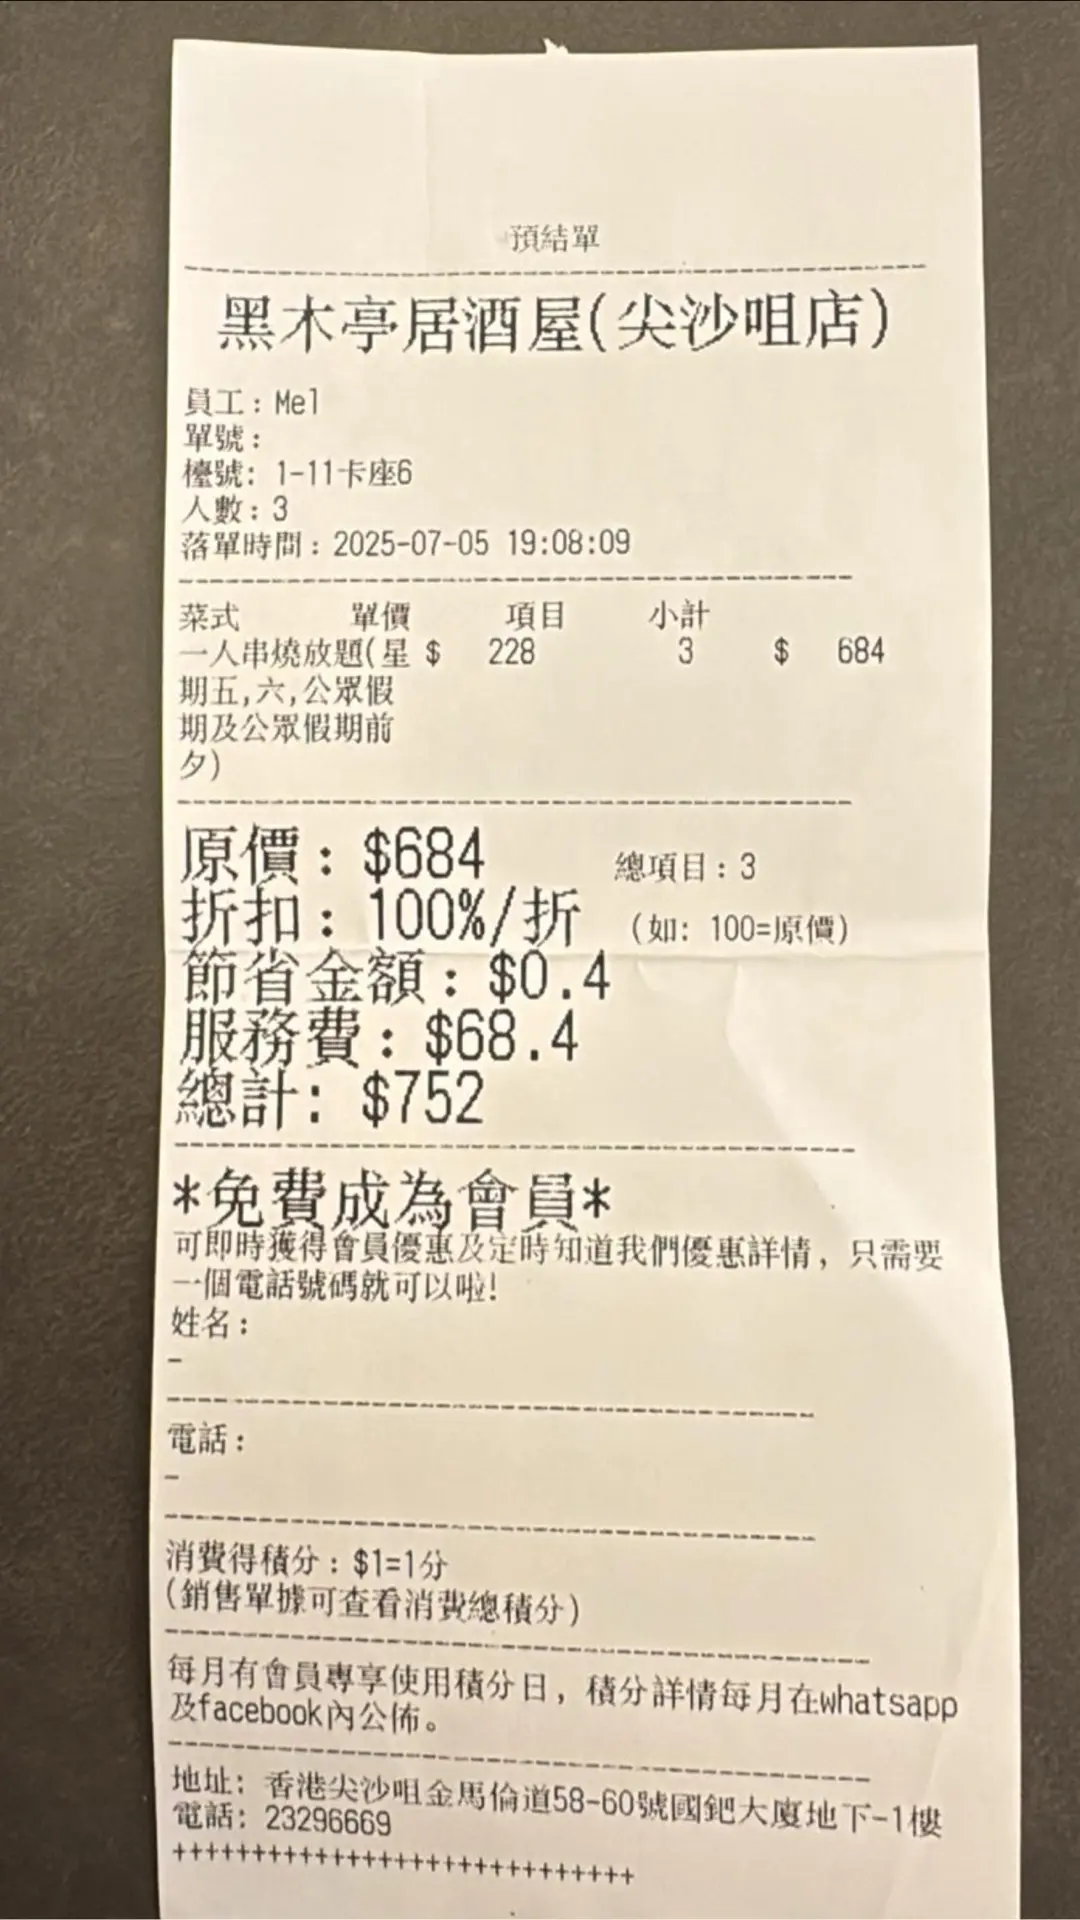 預結單
黑木亭居酒屋(尖沙咀店)
員工：Mel
單號：
檯號: 1-11卡座6
人數：3
落單時間：2025-07-05 19:08:09
菜式 單價 項目 小計
一人串燒放題(星 $ 228 3 $ 684
期五,六,公眾假
期及公眾假期前
夕)
原價：$684 總項目：3
折扣：100%/折 (如: 100=原價)
節省金額：$0.4
服務費：$68.4
總計: $752
*免費成為會員*
可即時獲得會員優惠及定時知道我們優惠詳情，只需要
一個電話號碼就可以啦!
姓名：
-
電話：
-
消費得積分：$1=1分
(銷售單據可查看消費總積分)
每月有會員專享使用積分日，積分詳情每月在whatsapp
及facebook內公佈。
地址: 香港尖沙咀金馬倫道58-60號國鈀大廈地下-1樓
電話: 23296669
+++++++++++++++++++++++++++++